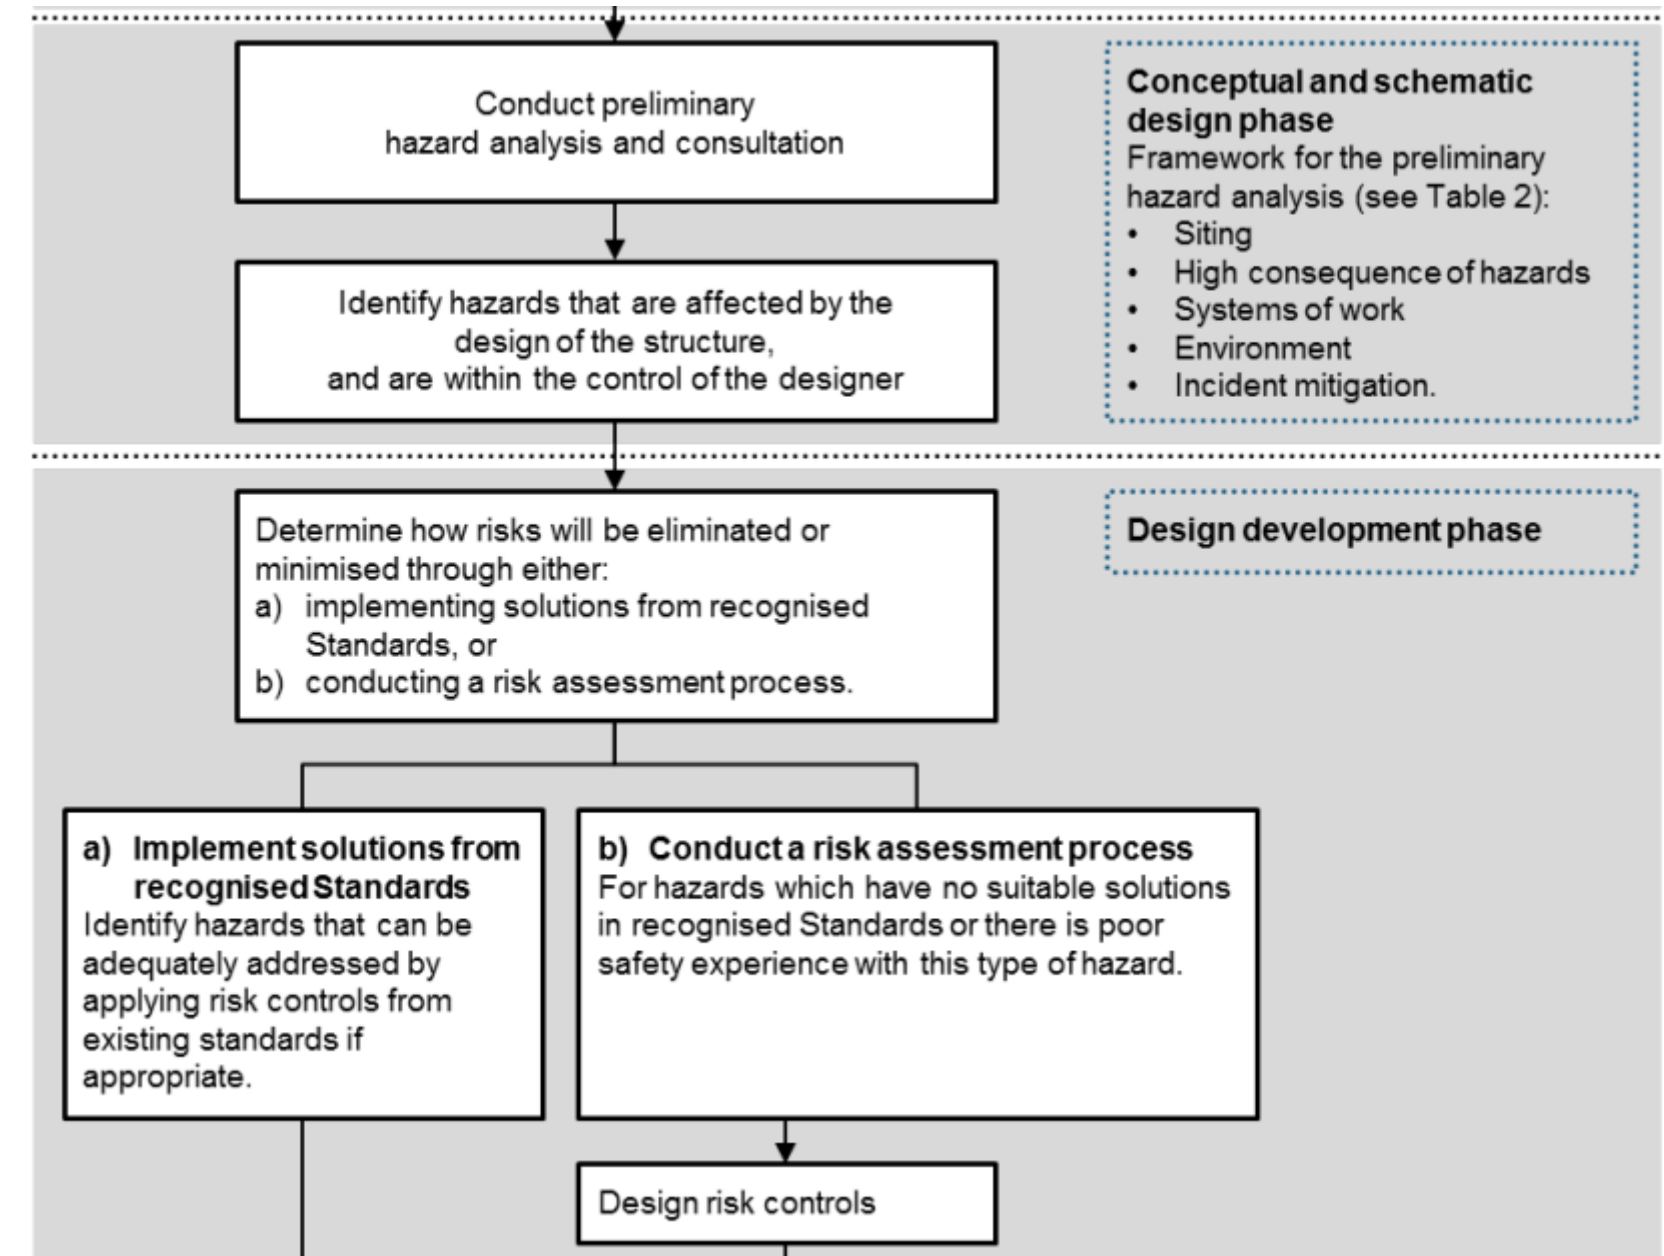 Conduct preliminary
hazard analysis and consultation
Conceptual and schematic
design phase
Framework for the preliminary
hazard analysis (see Table 2):
• Siting
• High consequence of hazards
• Systems of work
• Environment
• Incident mitigation.
Identify hazards that are affected by the
design of the structure,
and are within the control of the designer
Determine how risks will be eliminated or
minimised through either:
a) implementing solutions from recognised
Standards, or
b) conducting a risk assessment process.
Design development phase
a) Implement solutions from
recognised Standards
Identify hazards that can be
adequately addressed by
applying risk controls from
existing standards if
appropriate.
b) Conduct a risk assessment process
For hazards which have no suitable solutions
in recognised Standards or there is poor
safety experience with this type of hazard.
Design risk controls